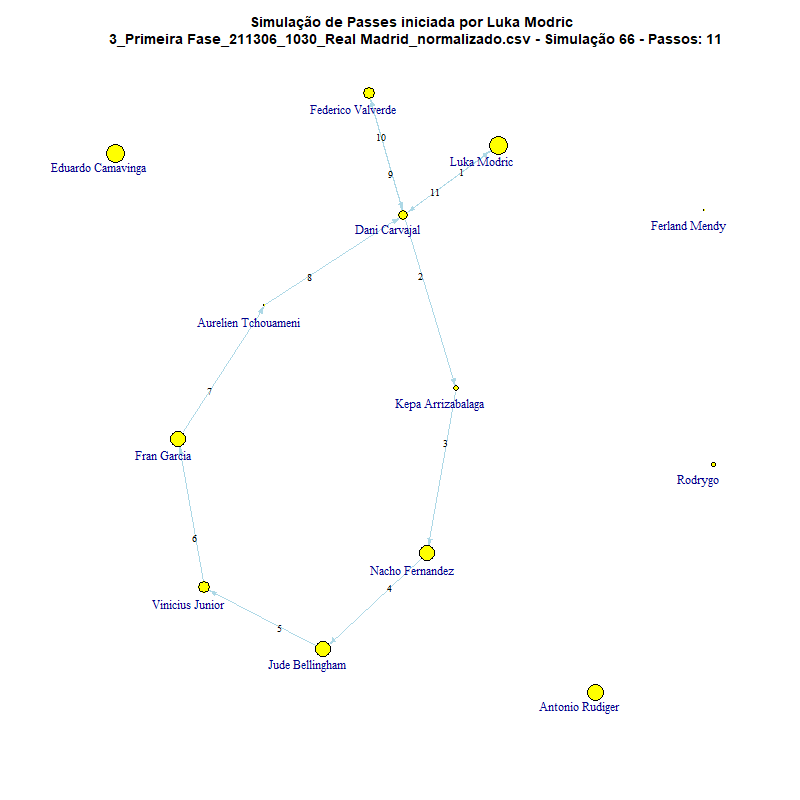 Simulação de Passes iniciada por Luka Modric
3_Primeira Fase_211306_1030_Real Madrid_normalizado.csv - Simulação 66 - Passos: 11
Federico Valverde
10
Luka Modric
Eduardo Camavinga
1
9
11
Dani Carvajal
Ferland Mendy
8
2
Aurelien Tchouameni
7
Kepa Arrizabalaga
3
Fran Garcia
Rodrygo
6
Nacho Fernandez
4
Vinicius Junior
5
Jude Bellingham
Antonio Rudiger